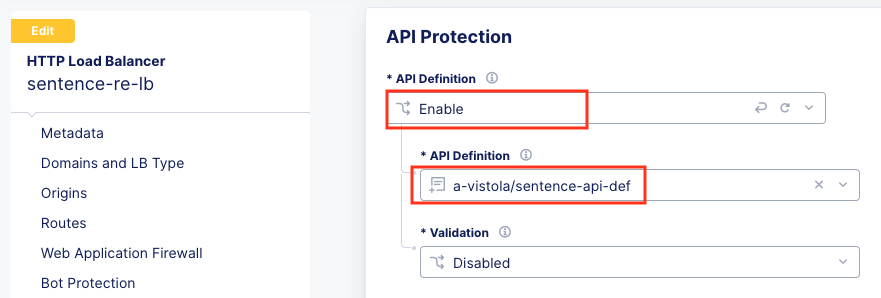 Edit
HTTP Load Balancer
sentence-re-lb
Metadata
Domains and LB Type
Origins
Routes
Web Application Firewall
Bot Protection
API Protection
* API Definition
Enable
* API Definition
a-vistola/sentence-api-def
* Validation
Disabled